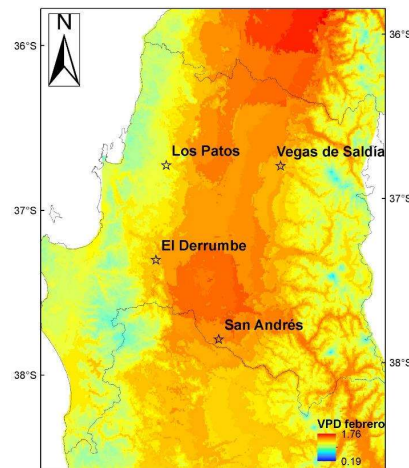 36°S
36°S
N
Los Patos
Vegas de Saldía
37°S
37°S
El Derrumbe
San Andrés
38°S
38°S
VPD febrero
1.76
0.19